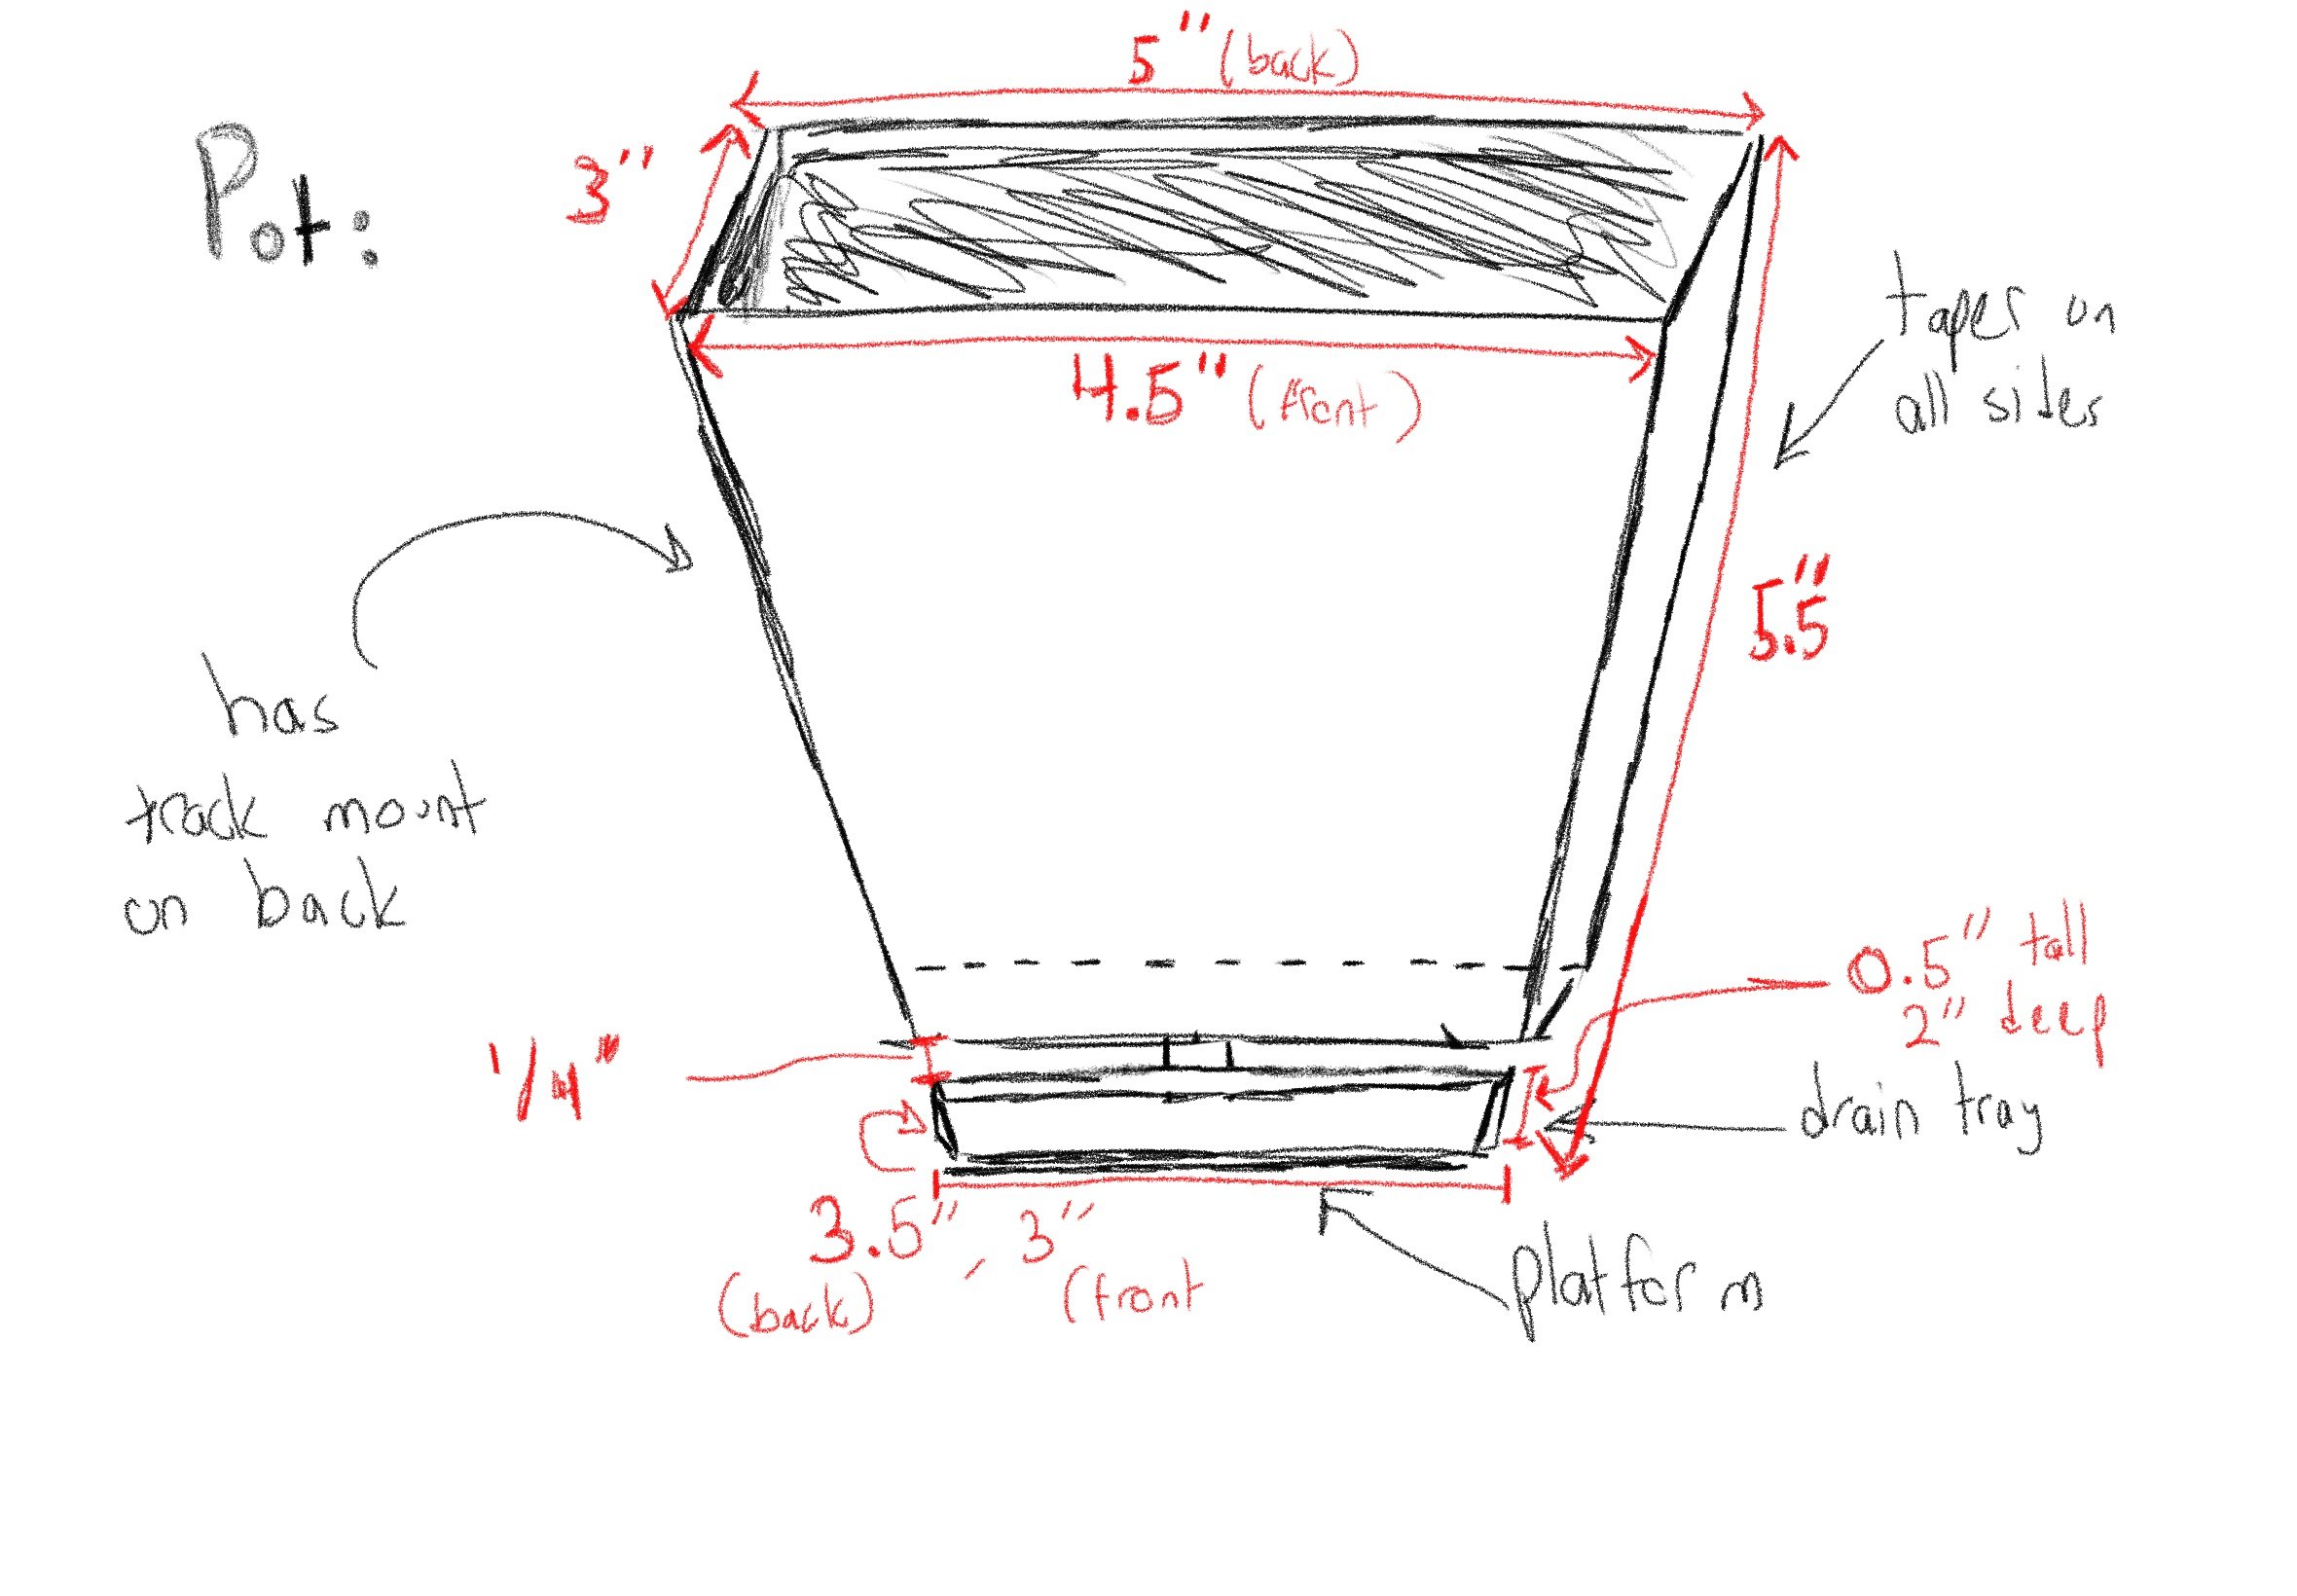 5" (back)
Pot:
3"
4.5" (front)
tapes on
all sides
5.5"
has
track mount
on back
0.5" tall
2" deep
1/4"
drain tray
3.5", 3"
(back) (front
platform